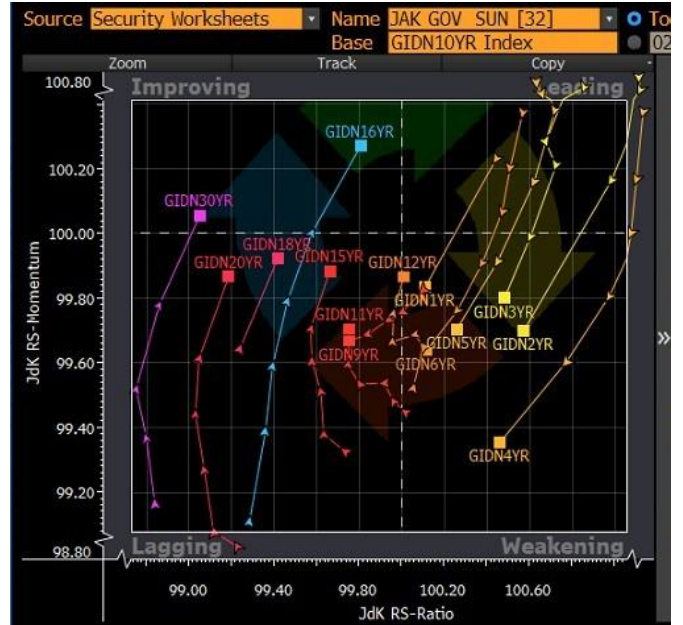 Source Security Worksheets Name JAK GOV SUN [32] To
Base GIDN10YR Index 02
Zoom Track Copy
Improving Leading
100.80
GIDN16YR
100.20
GIDN30YR
100.00
GIDN18YR GIDN15YR
GIDN20YR GIDN12YR
99.80
GIDN1YR
GIDN11YR GIDN3YR
GIDN9YR GIDN6YR GIDN5YR GIDN2YR
99.60
99.40
GIDN4YR
99.20
98.80
Lagging Weakening
JdK RS-Momentum
99.00 99.40 99.80 100.20 100.60
JdK RS-Ratio
»